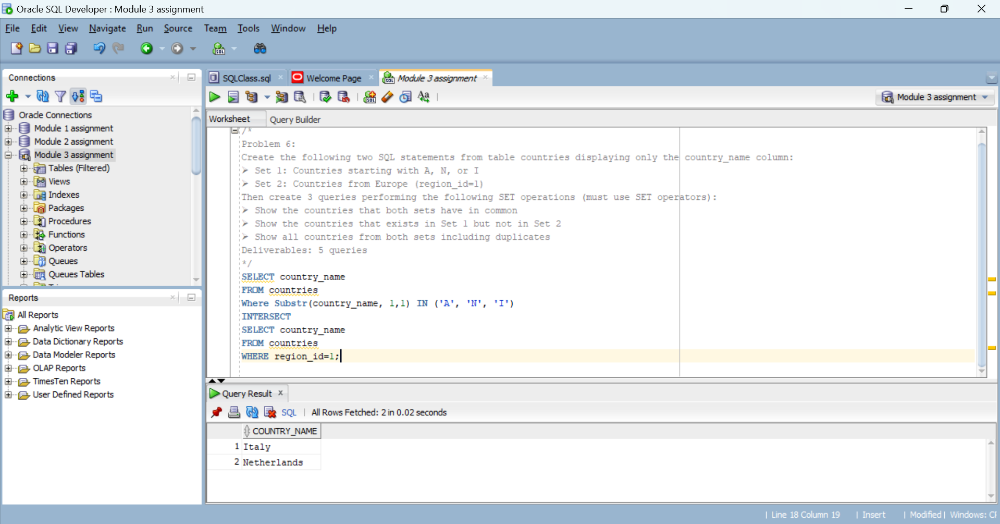 Oracle SQL Developer : Module 3 assignment
File Edit View Navigate Run Source Team Tools Window Help
Connections
Oracle Connections
Module 1 assignment
Module 2 assignment
Module 3 assignment
Tables (Filtered)
Views
Indexes
Packages
Procedures
Functions
Operators
Queues
Queues Tables
Reports
All Reports
Analytic View Reports
Data Dictionary Reports
Data Modeler Reports
OLAP Reports
TimesTen Reports
User Defined Reports
SQLClass.sql Welcome Page Module 3 assignment
Module 3 assignment
Worksheet Query Builder
/*
Problem 6:
Create the following two SQL statements from table countries displaying only the country_name column:
➢ Set 1: Countries starting with A, N, or I
➢ Set 2: Countries from Europe (region_id=1)
Then create 3 queries performing the following SET operations (must use SET operators):
➢ Show the countries that both sets have in common
➢ Show the countries that exists in Set 1 but not in Set 2
➢ Show all countries from both sets including duplicates
Deliverables: 5 queries
*/
SELECT country_name
FROM countries
Where Substr(country_name, 1,1) IN ('A', 'N', 'I')
INTERSECT
SELECT country_name
FROM countries
WHERE region_id=1;
Query Result
SQL | All Rows Fetched: 2 in 0.02 seconds
COUNTRY_NAME
1 Italy
2 Netherlands
| Line 18 Column 19 | Insert | Modified | Windows: